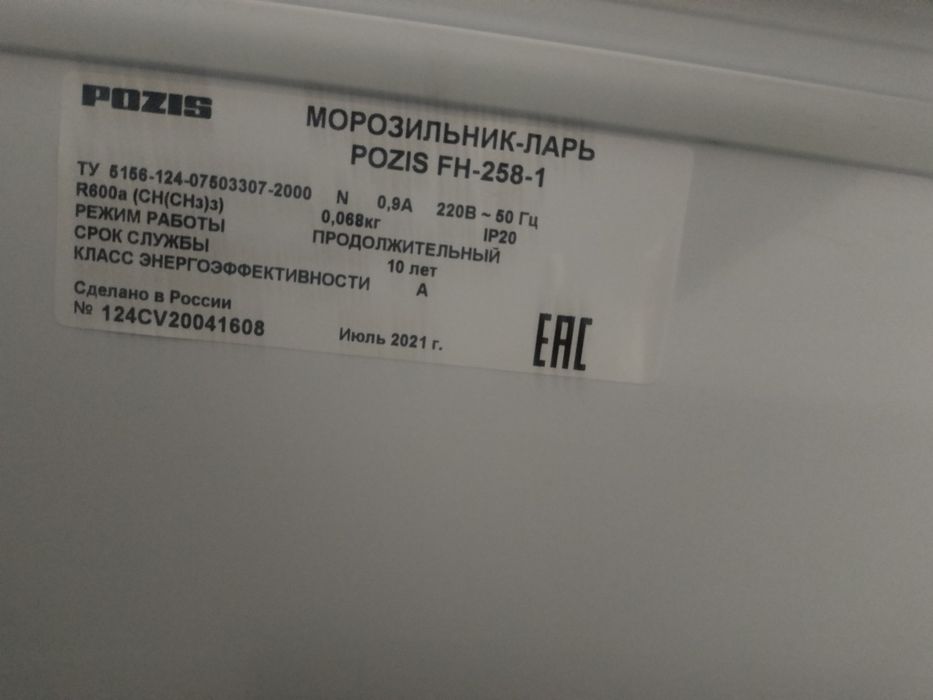 POZIS
МОРОЗИЛЬНИК-ЛАРЬ
POZIS FH-258-1
ТУ 5156-124-07503307-2000 N 0,9А 220В ~ 50 Гц
R600a (CH(CH3)3) 0,068кг IP20
РЕЖИМ РАБОТЫ ПРОДОЛЖИТЕЛЬНЫЙ
СРОК СЛУЖБЫ 10 лет
КЛАСС ЭНЕРГОЭФФЕКТИВНОСТИ А
Сделано в России
№ 124CV20041608 Июль 2021 г.
EAC